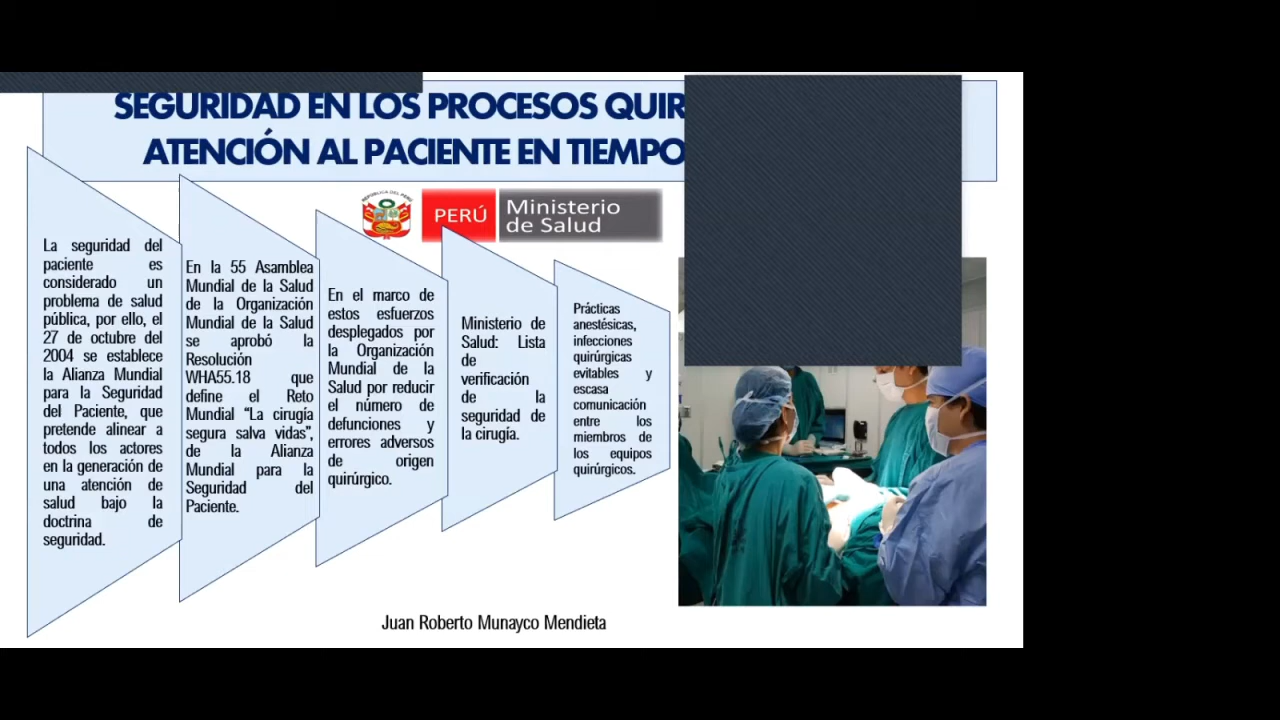 SEGURIDAD EN LOS PROCESOS
ATENCIÓN AL PACIENTE EN
REPÚBLICA DEL PERÚ
PERÚ
Ministerio
de Salud
La seguridad del
paciente es
considerado un
problema de salud
pública, por ello, el
27 de octubre del
2004 se establece
la Alianza Mundial
para la Seguridad
del Paciente, que
pretende alinear a
todos los actores
en la generación de
una atención de
salud bajo la
doctrina de
seguridad.
En la 55 Asamblea
Mundial de la Salud
de la Organización
Mundial de la Salud
se aprobó la
Resolución
WHA55.18 que
define el Reto
Mundial “La cirugía
segura salva vidas”,
de la Alianza
Mundial para la
Seguridad del
Paciente.
En el marco de
estos esfuerzos
desplegados por
la Organización
Mundial de la
Salud por reducir
el número de
defunciones y
errores adversos
de origen
quirúrgico.
Ministerio de
Salud: Lista
de
verificación
de la
seguridad de
la cirugía.
Prácticas
anestésicas,
infecciones
quirúrgicas
evitables y
escasa
comunicación
entre los
miembros de
los equipos
quirúrgicos.
Juan Roberto Munayco Mendieta